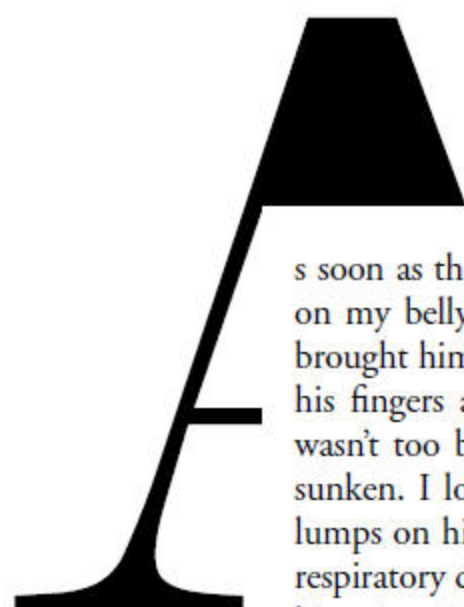 A
s soon as th
on my belly
brought him
his fingers a
wasn't too b
sunken. I lo
lumps on hi
respiratory c